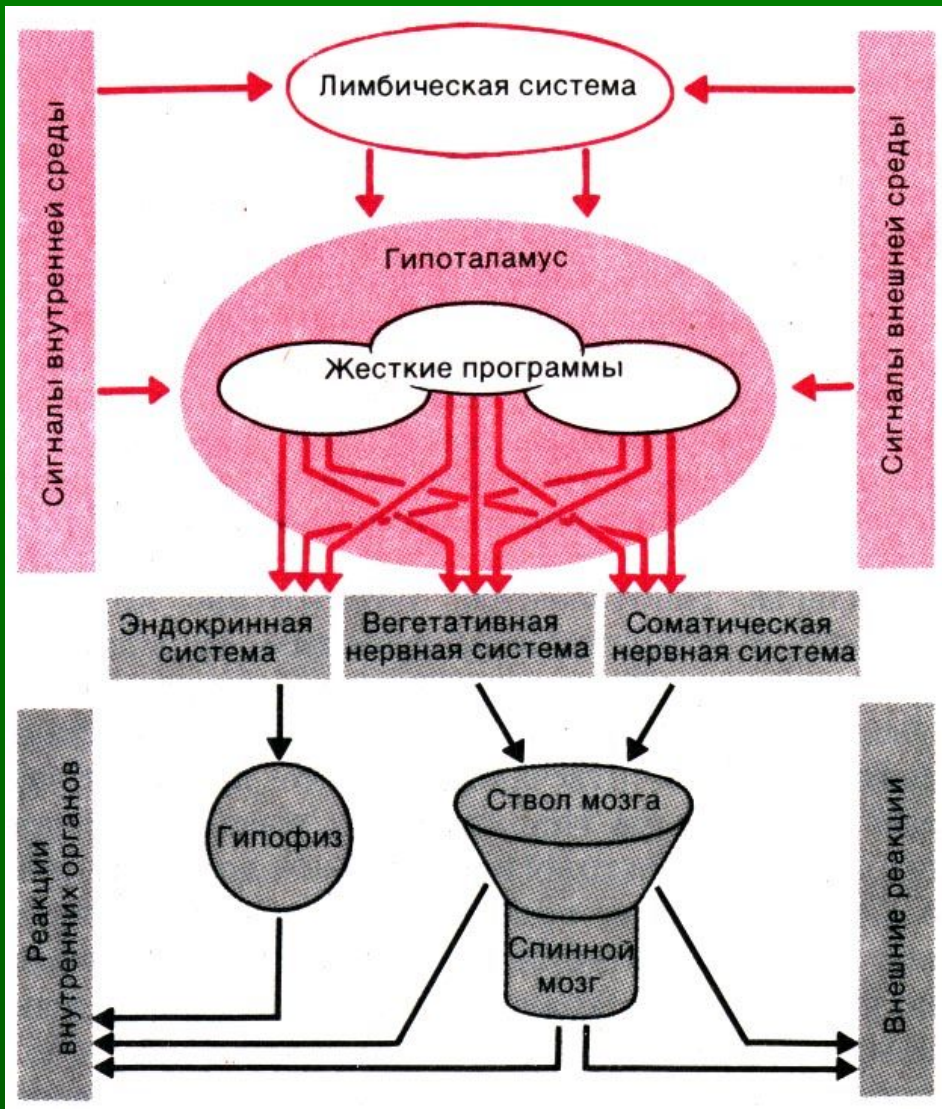 Лимбическая система
Сигналы внутренней среды
Сигналы внешней среды
Гипоталамус
Жесткие программы
Эндокринная
система
Вегетативная
нервная система
Соматическая
нервная система
Гипофиз
Ствол мозга
Спинной
мозг
Реакции
внутренних органов
Внешние реакции